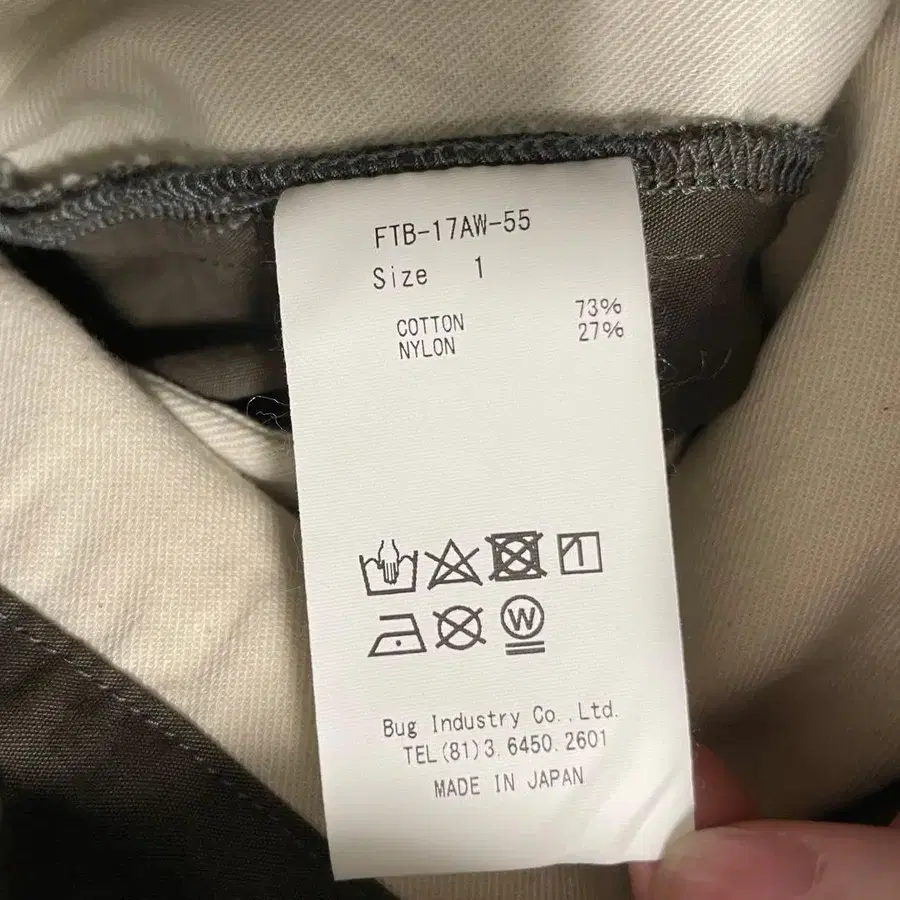 FTB-17AW-55
Size 1
COTTON 73%
NYLON 27%
W
Bug Industry Co.,Ltd.
TEL(81)3.6450.2601
MADE IN JAPAN